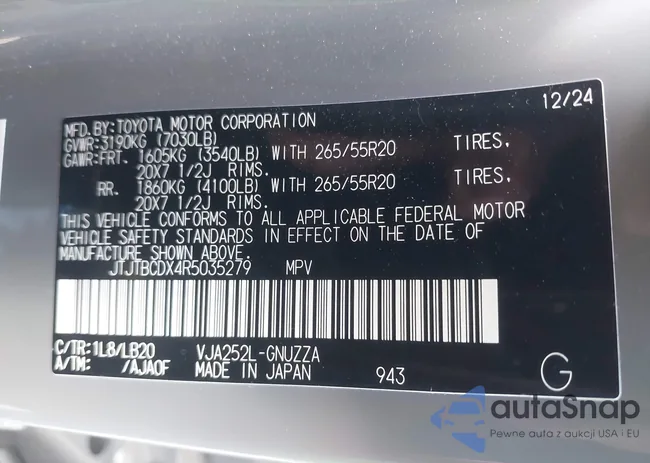 12/24
MFD.BY:TOYOTA MOTOR CORPORATION
GVWR:3190KG (7030LB)
GAWR:FRT. 1605KG (3540LB) WITH 265/55R20 TIRES,
20X7 1/2J RIMS.
RR. 1860KG (4100LB) WITH 265/55R20 TIRES,
20X7 1/2J RIMS.
THIS VEHICLE CONFORMS TO ALL APPLICABLE FEDERAL MOTOR
VEHICLE SAFETY STANDARDS IN EFFECT ON THE DATE OF
MANUFACTURE SHOWN ABOVE.
JTJTBCDX4R5035279 MPV
C/TR:1L8/LB20 VJA252L-GNUZZA
A/TM: /AJA0F MADE IN JAPAN 943 G
autaSnap
Pewne auta z aukcji USA i EU